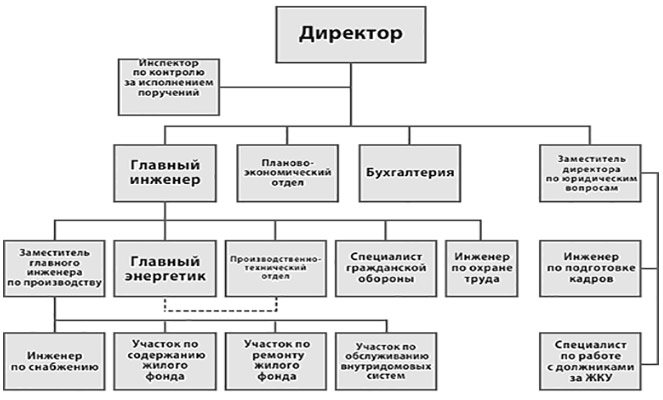 Директор
Инспектор
по контролю
за исполнением
поручений
Главный
инженер
Планово-
экономический
отдел
Бухгалтерия
Заместитель
директора
по юридическим
вопросам
Заместитель
главного
инженера
по производству
Главный
энергетик
Производственно-
технический
отдел
Специалист
гражданской
обороны
Инженер
по охране
труда
Инженер
по подготовке
кадров
Инженер
по снабжению
Участок по
содержанию
жилого
фонда
Участок по
ремонту
жилого
фонда
Участок по
обслуживанию
внутридомовых
систем
Специалист
по работе
с должниками
за ЖКУ